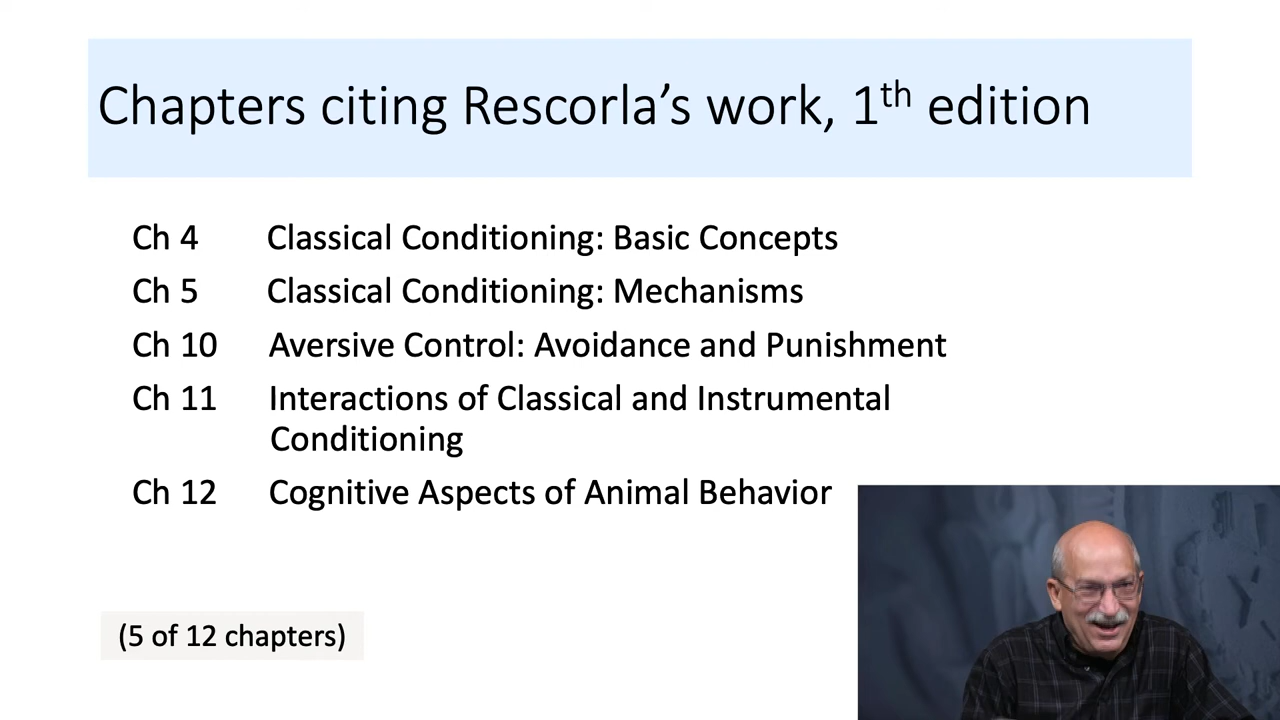 Chapters citing Rescorla’s work, 1th edition
Ch 4 Classical Conditioning: Basic Concepts
Ch 5 Classical Conditioning: Mechanisms
Ch 10 Aversive Control: Avoidance and Punishment
Ch 11 Interactions of Classical and Instrumental
Conditioning
Ch 12 Cognitive Aspects of Animal Behavior
(5 of 12 chapters)